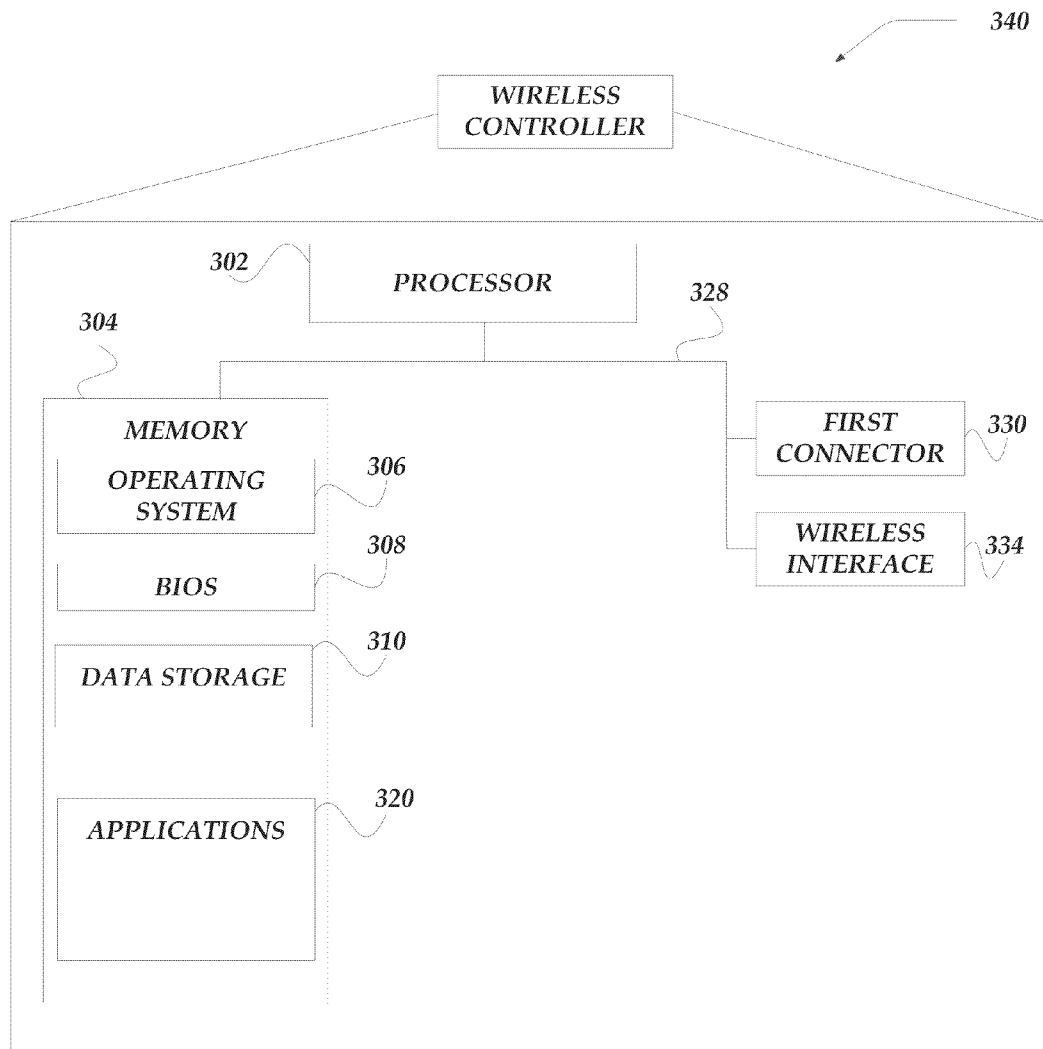 340
WIRELESS
CONTROLLER
302
PROCESSOR
328
304
MEMORY
FIRST
CONNECTOR
330
OPERATING
SYSTEM
306
WIRELESS
INTERFACE
334
308
BIOS
310
DATA STORAGE
320
APPLICATIONS